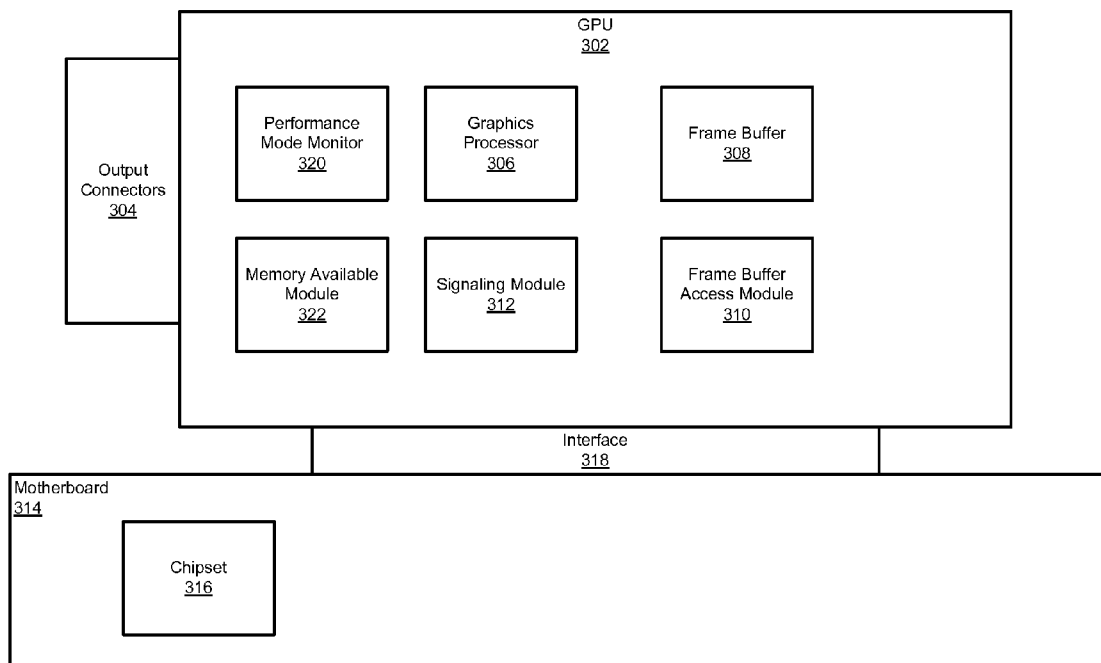 GPU
302
Output
Connectors
304
Performance
Mode Monitor
320
Graphics
Processor
306
Frame Buffer
308
Memory Available
Module
322
Signaling Module
312
Frame Buffer
Access Module
310
Interface
318
Motherboard
314
Chipset
316